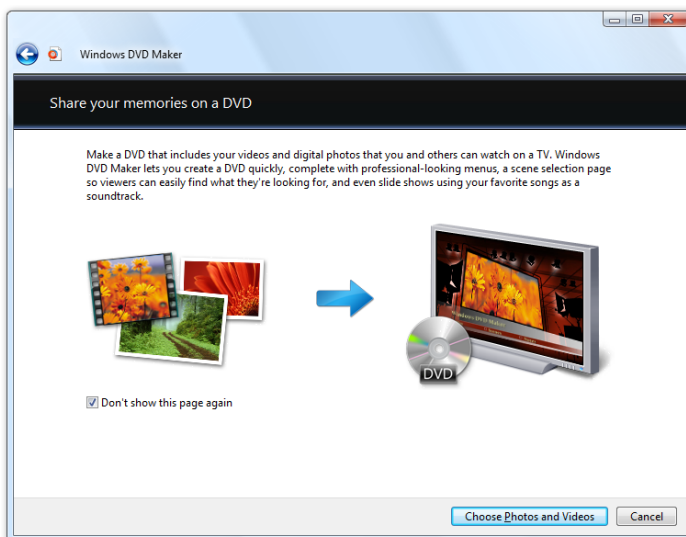 Windows DVD Maker
Share your memories on a DVD
Make a DVD that includes your videos and digital photos that you and others can watch on a TV. Windows
DVD Maker lets you create a DVD quickly, complete with professional-looking menus, a scene selection page
so viewers can easily find what they're looking for, and even slide shows using your favorite songs as a
soundtrack.
Windows DVD Maker
DVD
Don't show this page again
Choose Photos and Videos
Cancel